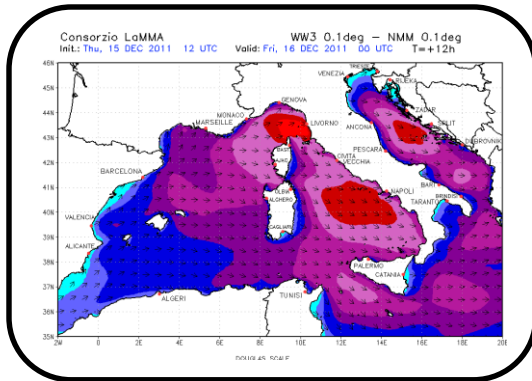 Consorzio LaMMA WW3 0.1deg – NMM 0.1deg
Init.: Thu, 15 DEC 2011 12 UTC Valid: Fri, 16 DEC 2011 00 UTC T=+12h
46N
45N
44N
43N
42N
41N
40N
39N
38N
37N
36N
35N
TRIESTE
VENEZIA
RIJEKA
GENOVA
ZADAR
MONACO
MARSEILLE
LIVORNO
ANCONA
SPLIT
DUBROVNIK
PESCARA
CIVITA
VECCHIA
BARCELONA
BARI
BRINDISI
OLBIA
ALGHERO
NAPOLI
TARANTO
VALENCIA
CAGLIARI
ALICANTE
PALERMO
CATANIA
ALGERI
TUNISI
2W 0 2E 4E 6E 8E 10E 12E 14E 16E 18E 20E
DOUGLAS SCALE